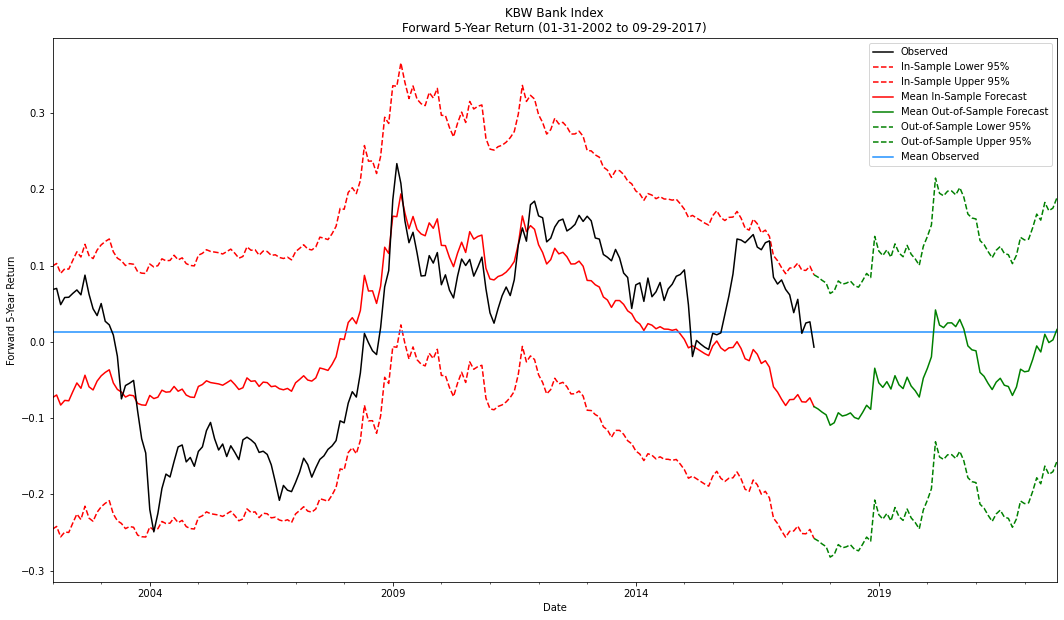 KBW Bank Index
Forward 5-Year Return (01-31-2002 to 09-29-2017)
Observed
In-Sample Lower 95%
In-Sample Upper 95%
Mean In-Sample Forecast
Mean Out-of-Sample Forecast
Out-of-Sample Lower 95%
Out-of-Sample Upper 95%
Mean Observed
Forward 5-Year Return
0.3
0.2
0.1
0.0
−0.1
−0.2
−0.3
2004
2009
2014
2019
Date